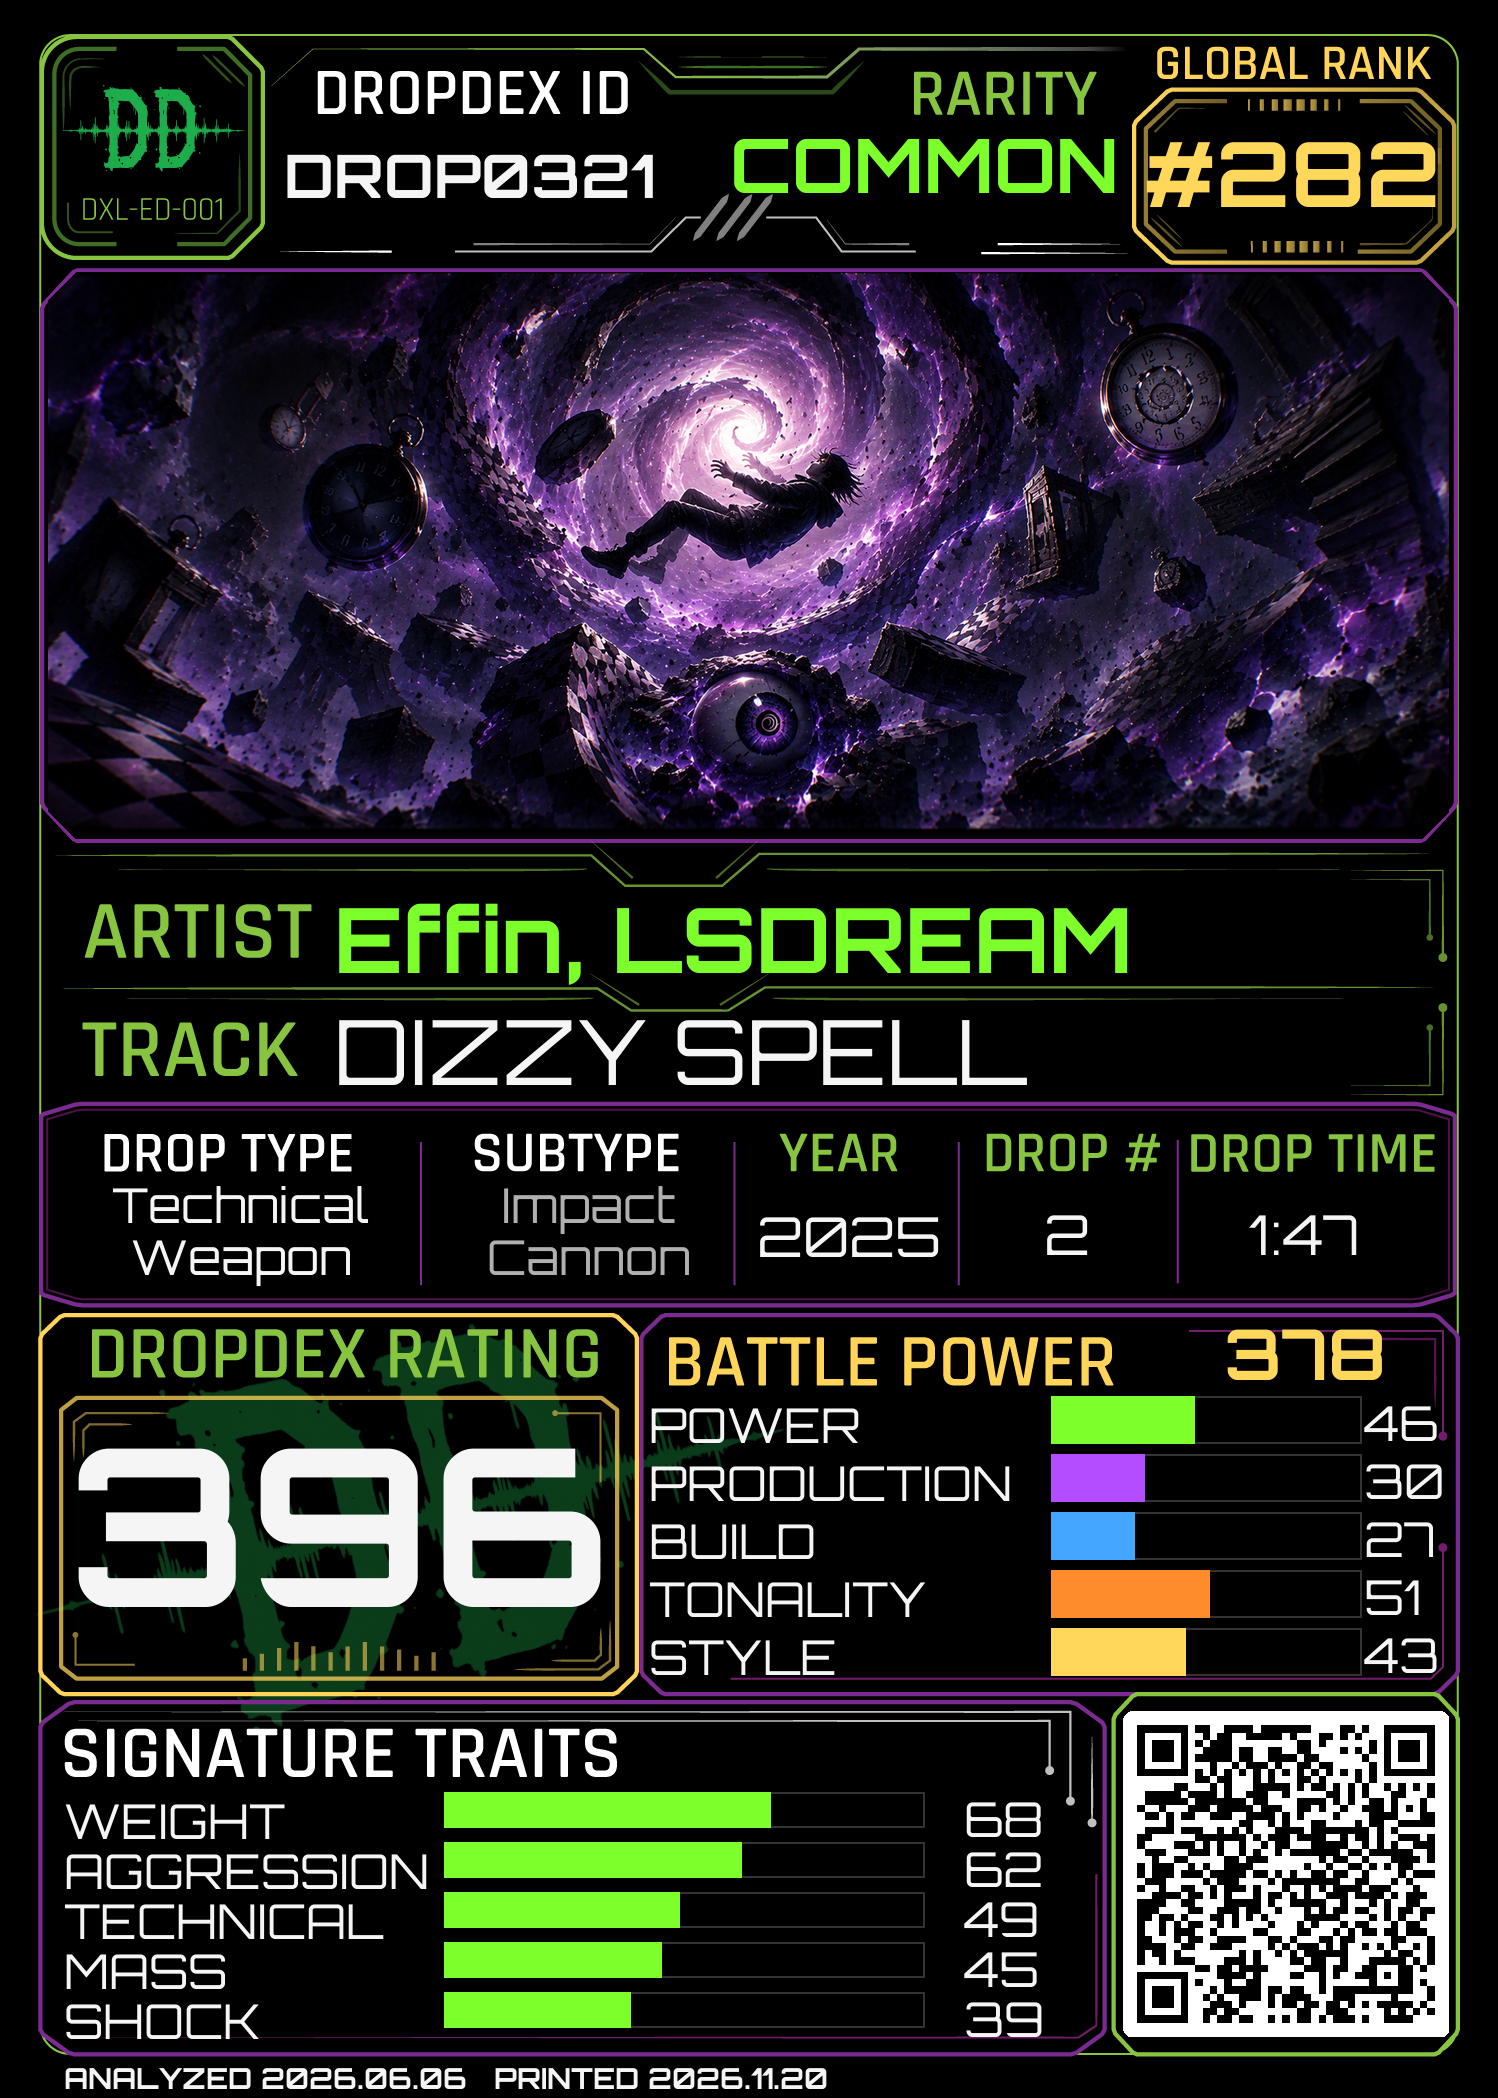 DD
DXL-ED-001
DROPDEX ID
DROP0321
RARITY
COMMON
GLOBAL RANK
#282
ARTIST Effin, LSDREAM
TRACK DIZZY SPELL
DROP TYPE
Technical
Weapon
SUBTYPE
Impact
Cannon
YEAR
2025
DROP #
2
DROP TIME
1:47
DROPDEX RATING
396
BATTLE POWER 378
POWER 46
PRODUCTION 30
BUILD 27
TONALITY 51
STYLE 43
SIGNATURE TRAITS
WEIGHT 68
AGGRESSION 62
TECHNICAL 49
MASS 45
SHOCK 39
ANALYZED 2026.06.06 PRINTED 2026.11.20